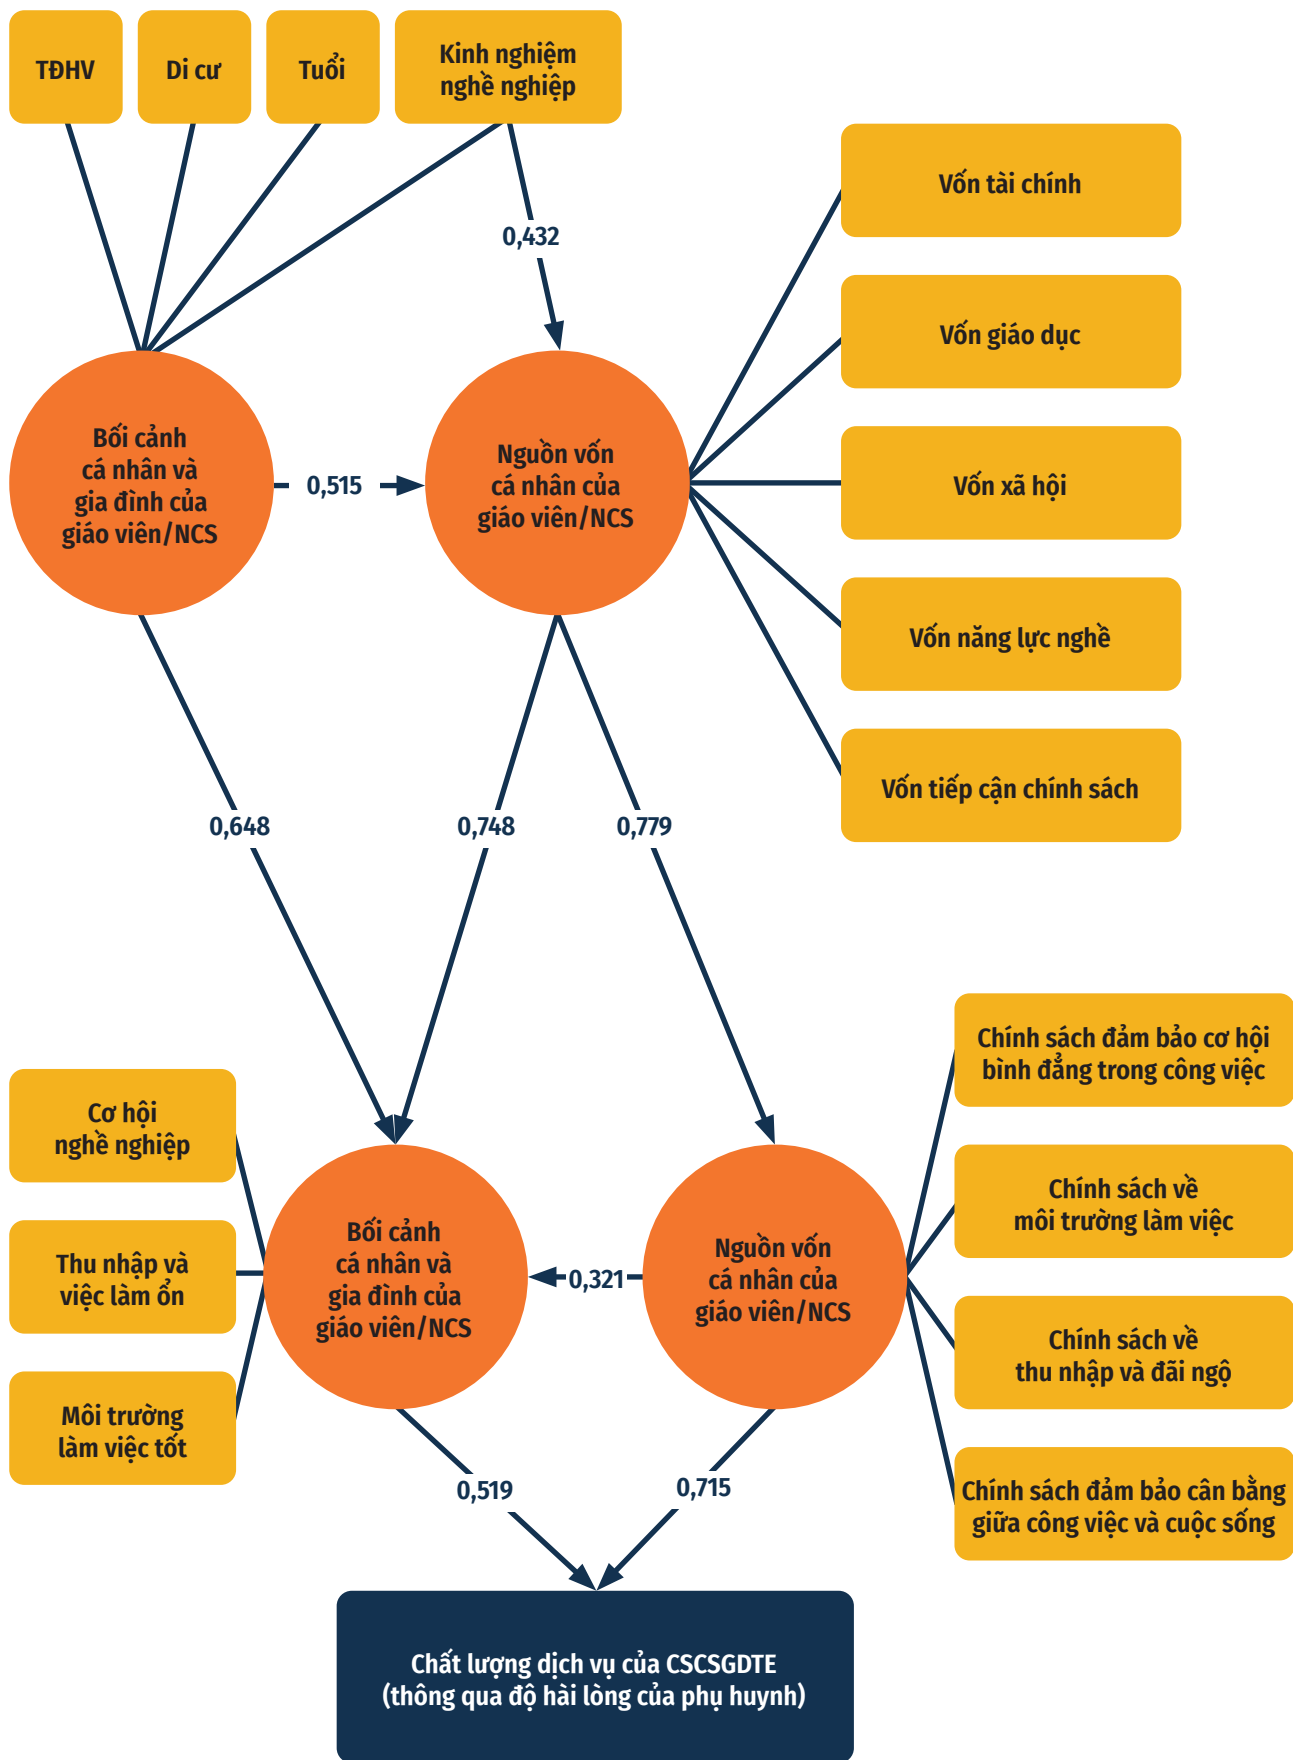 TĐHV
Di cư
Tuổi
Kinh nghiệm
nghề nghiệp
0,432
Vốn tài chính
Vốn giáo dục
Vốn xã hội
Vốn năng lực nghề
Vốn tiếp cận chính sách
Bối cảnh
cá nhân và
gia đình của
giáo viên/NCS
0,515
Nguồn vốn
cá nhân của
giáo viên/NCS
0,648
0,748
0,779
Cơ hội
nghề nghiệp
Thu nhập và
việc làm ổn
Môi trường
làm việc tốt
Bối cảnh
cá nhân và
gia đình của
giáo viên/NCS
0,321
Nguồn vốn
cá nhân của
giáo viên/NCS
Chính sách đảm bảo cơ hội
bình đẳng trong công việc
Chính sách về
môi trường làm việc
Chính sách về
thu nhập và đãi ngộ
Chính sách đảm bảo cân bằng
giữa công việc và cuộc sống
0,519
0,715
Chất lượng dịch vụ của CSCSGDTE
(thông qua độ hài lòng của phụ huynh)